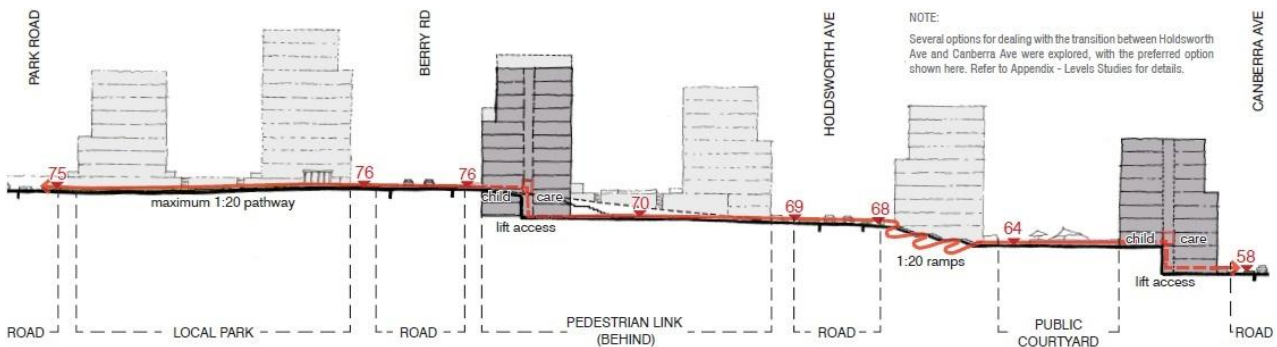 PARK ROAD
BERRY RD
HOLDSWORTH AVE
NOTE:
Several options for dealing with the transition between Holdsworth
Ave and Canberra Ave were explored, with the preferred option
shown here. Refer to Appendix - Levels Studies for details.
CANBERRA AVE
75
76
76
child care
70
69
68
64
child care
58
maximum 1:20 pathway
lift access
1:20 ramps
lift access
ROAD
LOCAL PARK
ROAD
PEDESTRIAN LINK
(BEHIND)
ROAD
PUBLIC
COURTYARD
ROAD